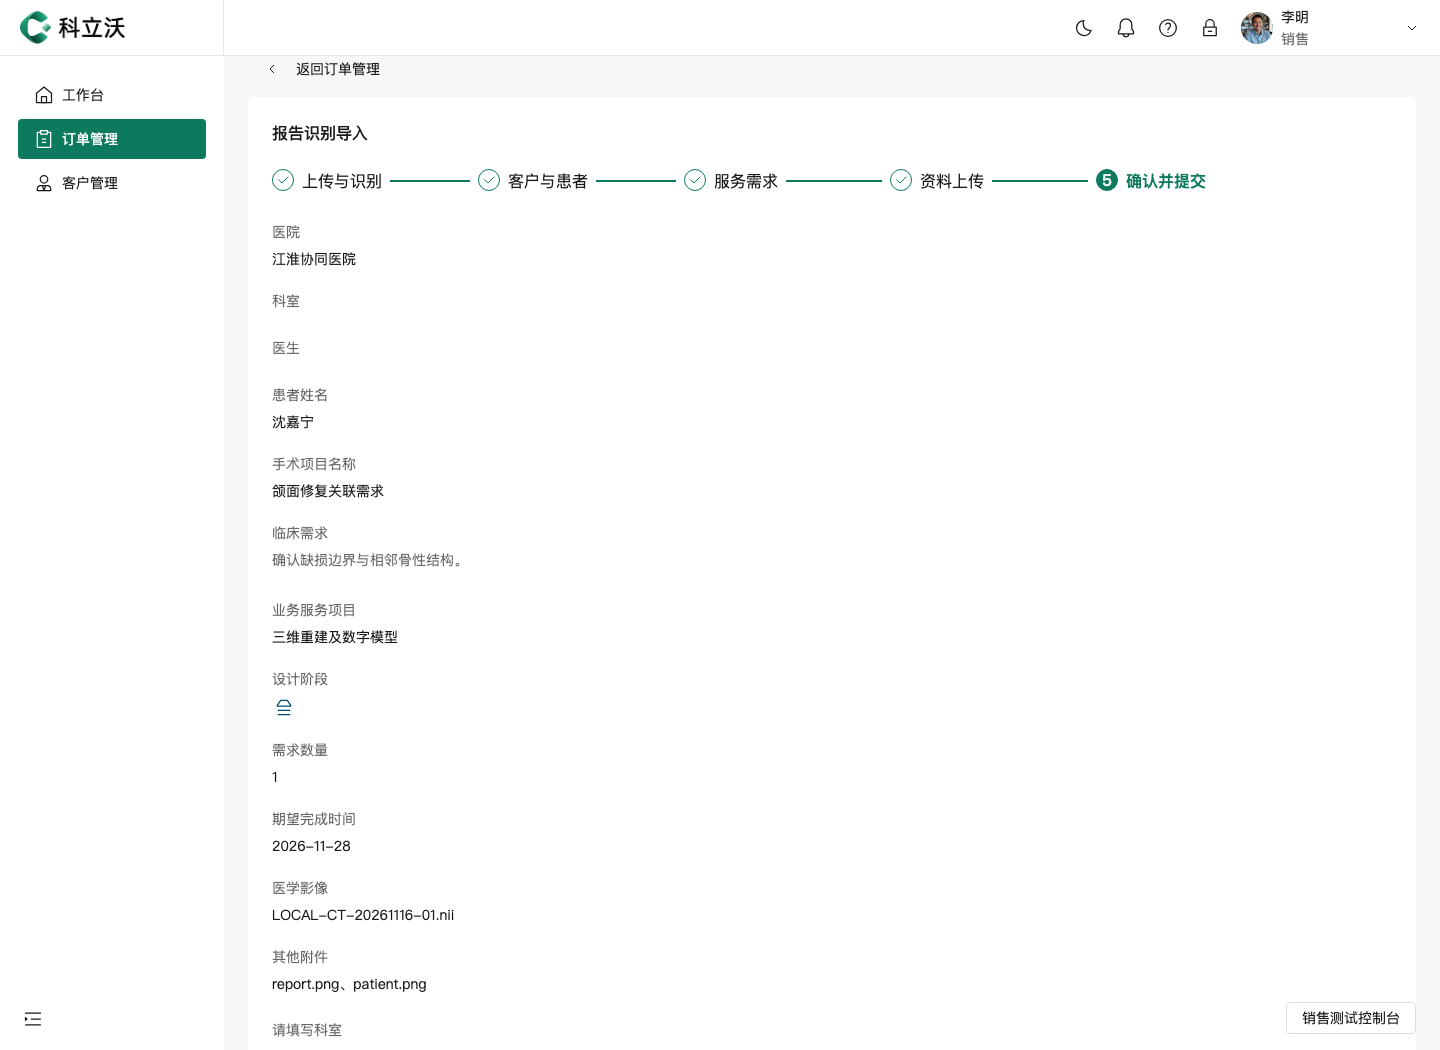 科立沃
李明
销售
工作台
订单管理
客户管理
返回订单管理
报告识别导入
上传与识别
客户与患者
服务需求
资料上传
5 确认并提交
医院
江淮协同医院
科室
医生
患者姓名
沈嘉宁
手术项目名称
颌面修复关联需求
临床需求
确认缺损边界与相邻骨性结构。
业务服务项目
三维重建及数字模型
设计阶段
需求数量
1
期望完成时间
2026-11-28
医学影像
LOCAL-CT-20261116-01.nii
其他附件
report.png、patient.png
请填写科室
销售测试控制台